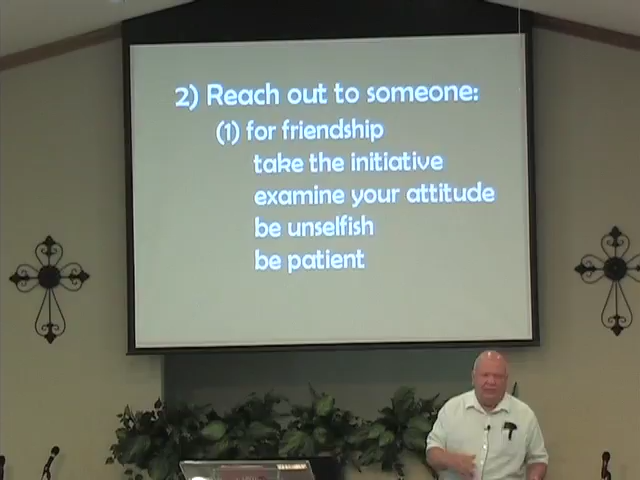 2) Reach out to someone:
(1) for friendship
take the initiative
examine your attitude
be unselfish
be patient